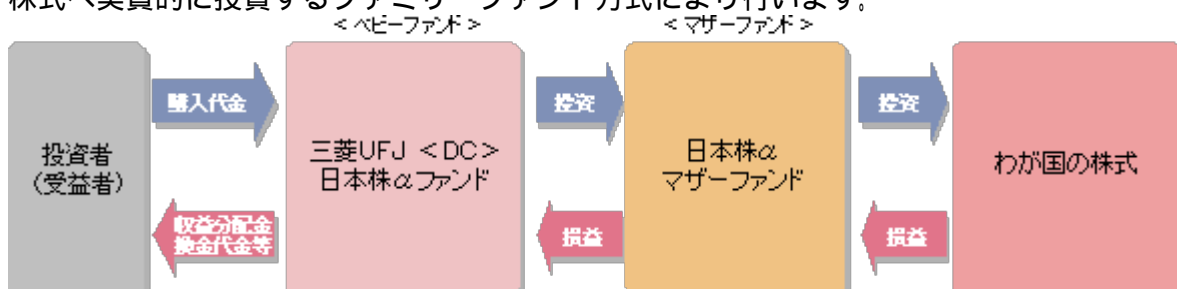 株式へ実質的に投資するファミリーファンド方式により行います。
<ベビーファンド>
<マザーファンド>
投資者
(受益者)
購入代金
収益分配金
換金代金等
三菱UFJ <DC>
日本株αファンド
投資
損益
日本株α
マザーファンド
投資
損益
わが国の株式